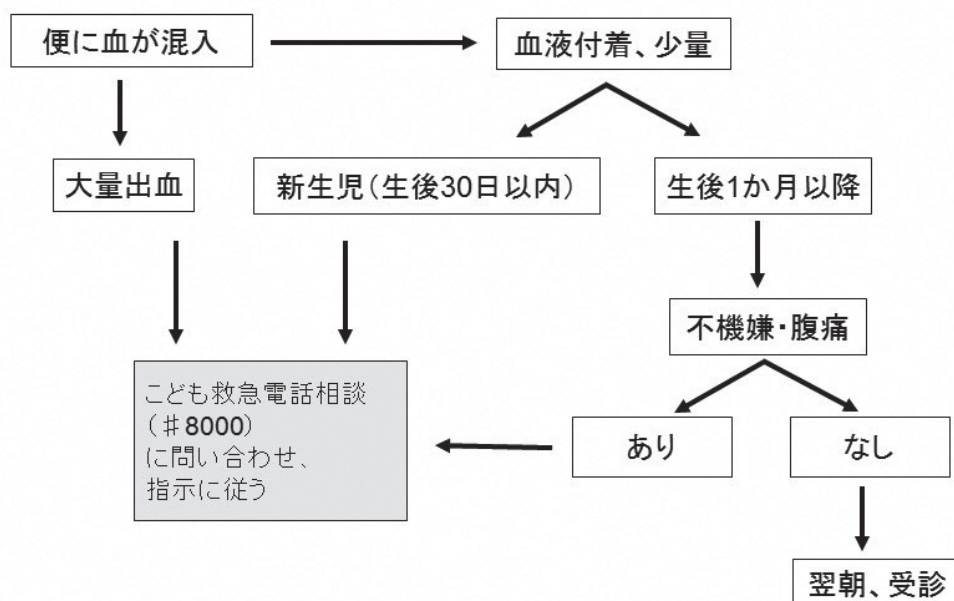 便に血が混入
血液付着、少量
大量出血
新生児(生後30日以内)
生後1か月以降
不機嫌・腹痛
こども救急電話相談
(♯8000)
に問い合わせ、
指示に従う
あり
なし
翌朝、受診